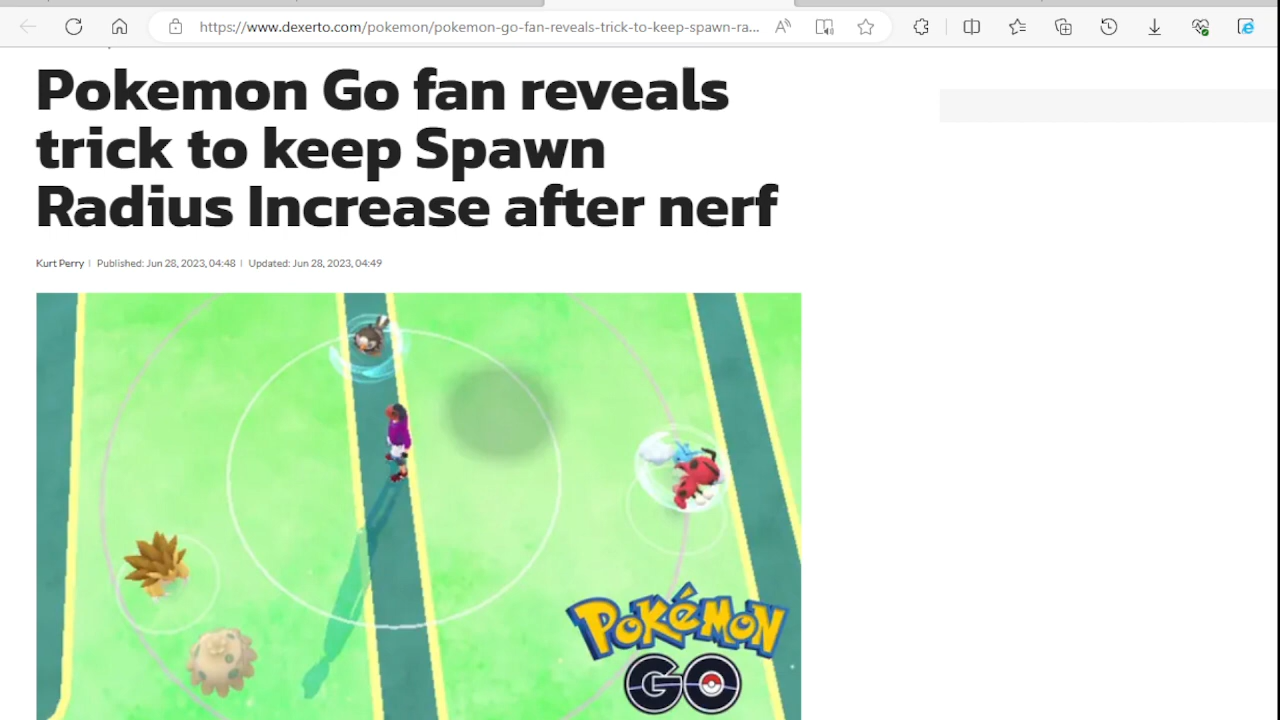 https://www.dexerto.com/pokemon/pokemon-go-fan-reveals-trick-to-keep-spawn-ra...
Pokemon Go fan reveals
trick to keep Spawn
Radius Increase after nerf
Kurt Perry | Published: Jun 28, 2023, 04:48 | Updated: Jun 28, 2023, 04:49
POKÉMON
GO